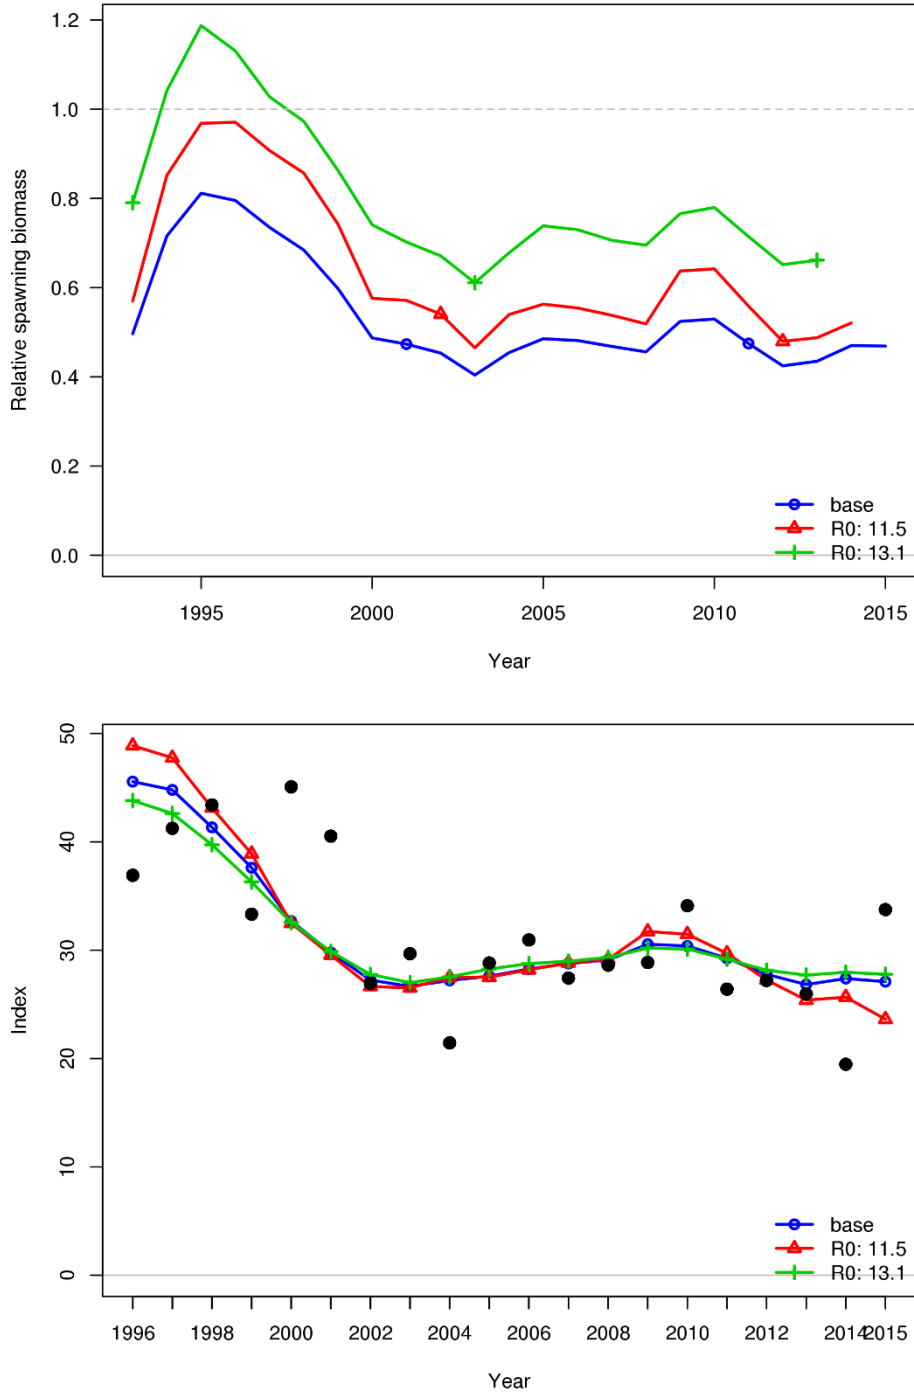 1.2
1.0
0.8
0.6
0.4
0.2
0.0
Relative spawning biomass
base
R0: 11.5
R0: 13.1
1995 2000 2005 2010 2015
Year
50
40
30
20
10
0
Index
base
R0: 11.5
R0: 13.1
1996 1998 2000 2002 2004 2006 2008 2010 2012 2014 2015
Year